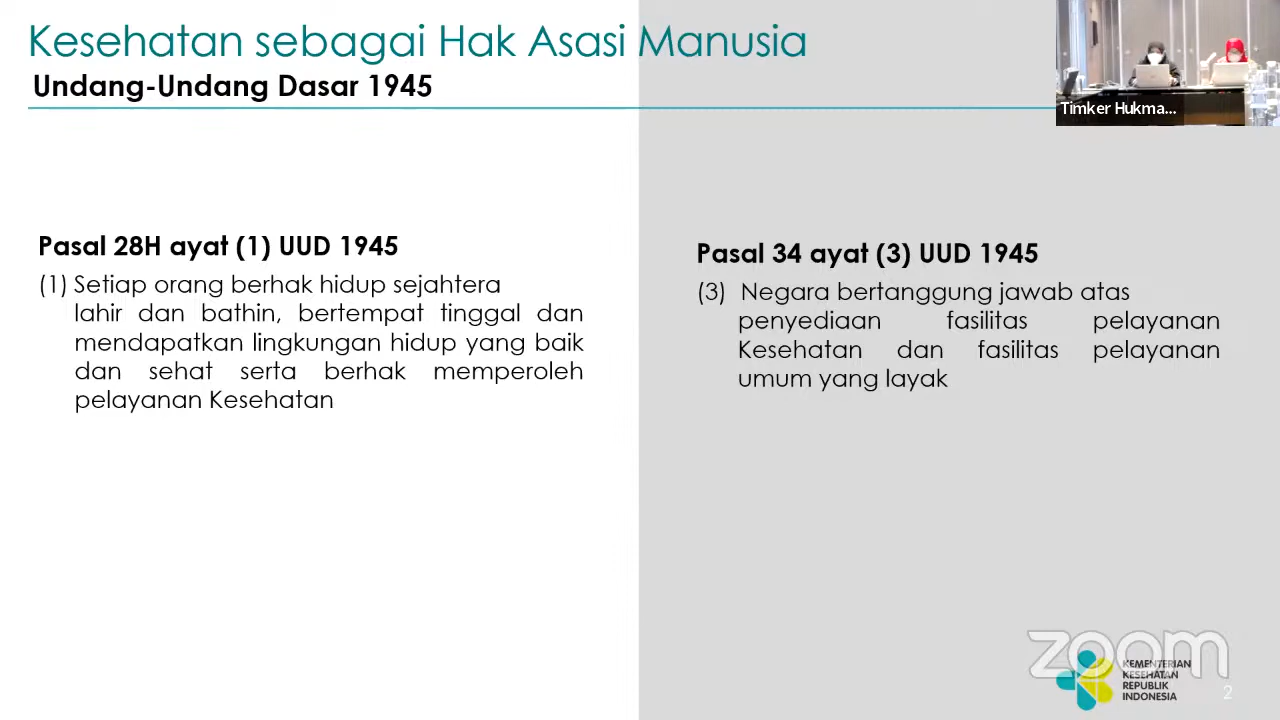 Kesehatan sebagai Hak Asasi Manusia
Undang-Undang Dasar 1945
Timker Hukma...
Pasal 28H ayat (1) UUD 1945
(1) Setiap orang berhak hidup sejahtera
lahir dan bathin, bertempat tinggal dan
mendapatkan lingkungan hidup yang baik
dan sehat serta berhak memperoleh
pelayanan Kesehatan
Pasal 34 ayat (3) UUD 1945
(3) Negara bertanggung jawab atas
penyediaan fasilitas pelayanan
Kesehatan dan fasilitas pelayanan
umum yang layak
zoom
KEMENTERIAN
KESEHATAN
REPUBLIK
INDONESIA
2